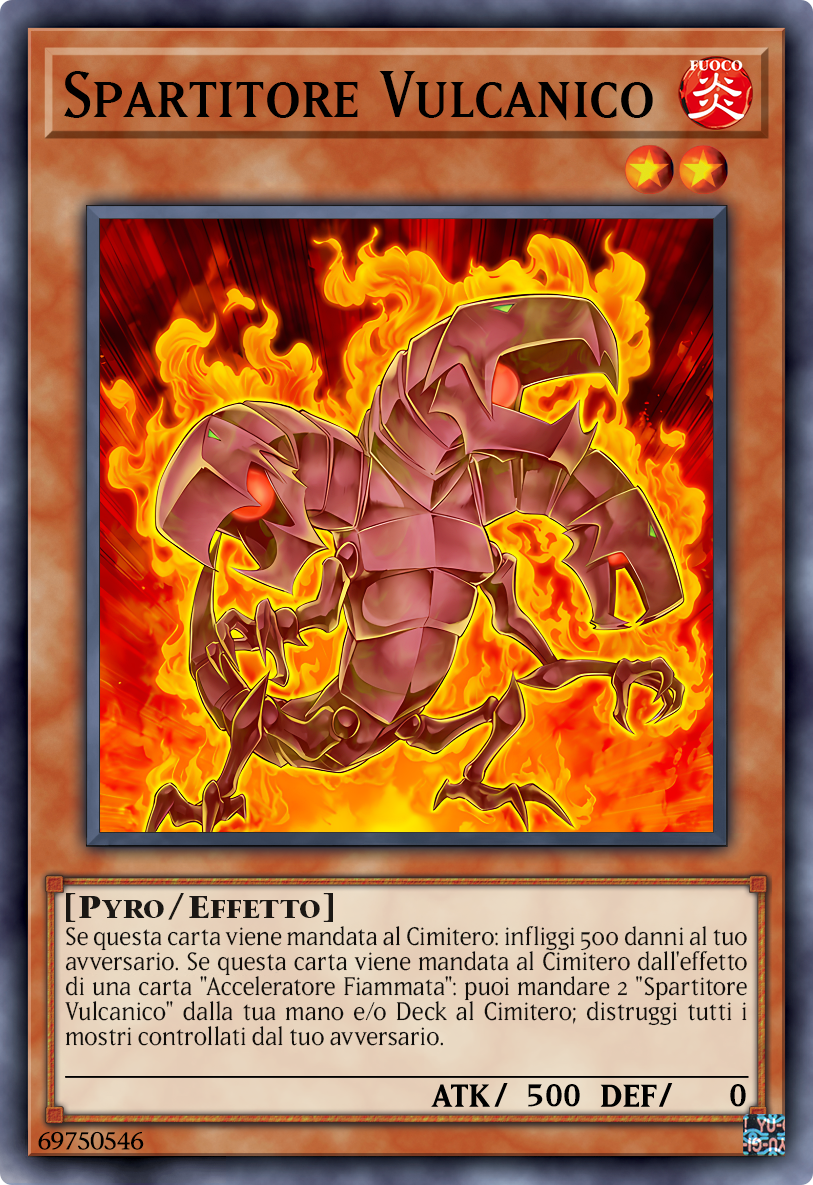 Spartitore Vulcanico
FUOCO
炎
[Pyro/Effetto]
Se questa carta viene mandata al Cimitero: infliggi 500 danni al tuo
avversario. Se questa carta viene mandata al Cimitero dall'effetto
di una carta "Acceleratore Fiammata": puoi mandare 2 "Spartitore
Vulcanico" dalla tua mano e/o Deck al Cimitero; distruggi tutti i
mostri controllati dal tuo avversario.
ATK/ 500 DEF/ 0
69750546